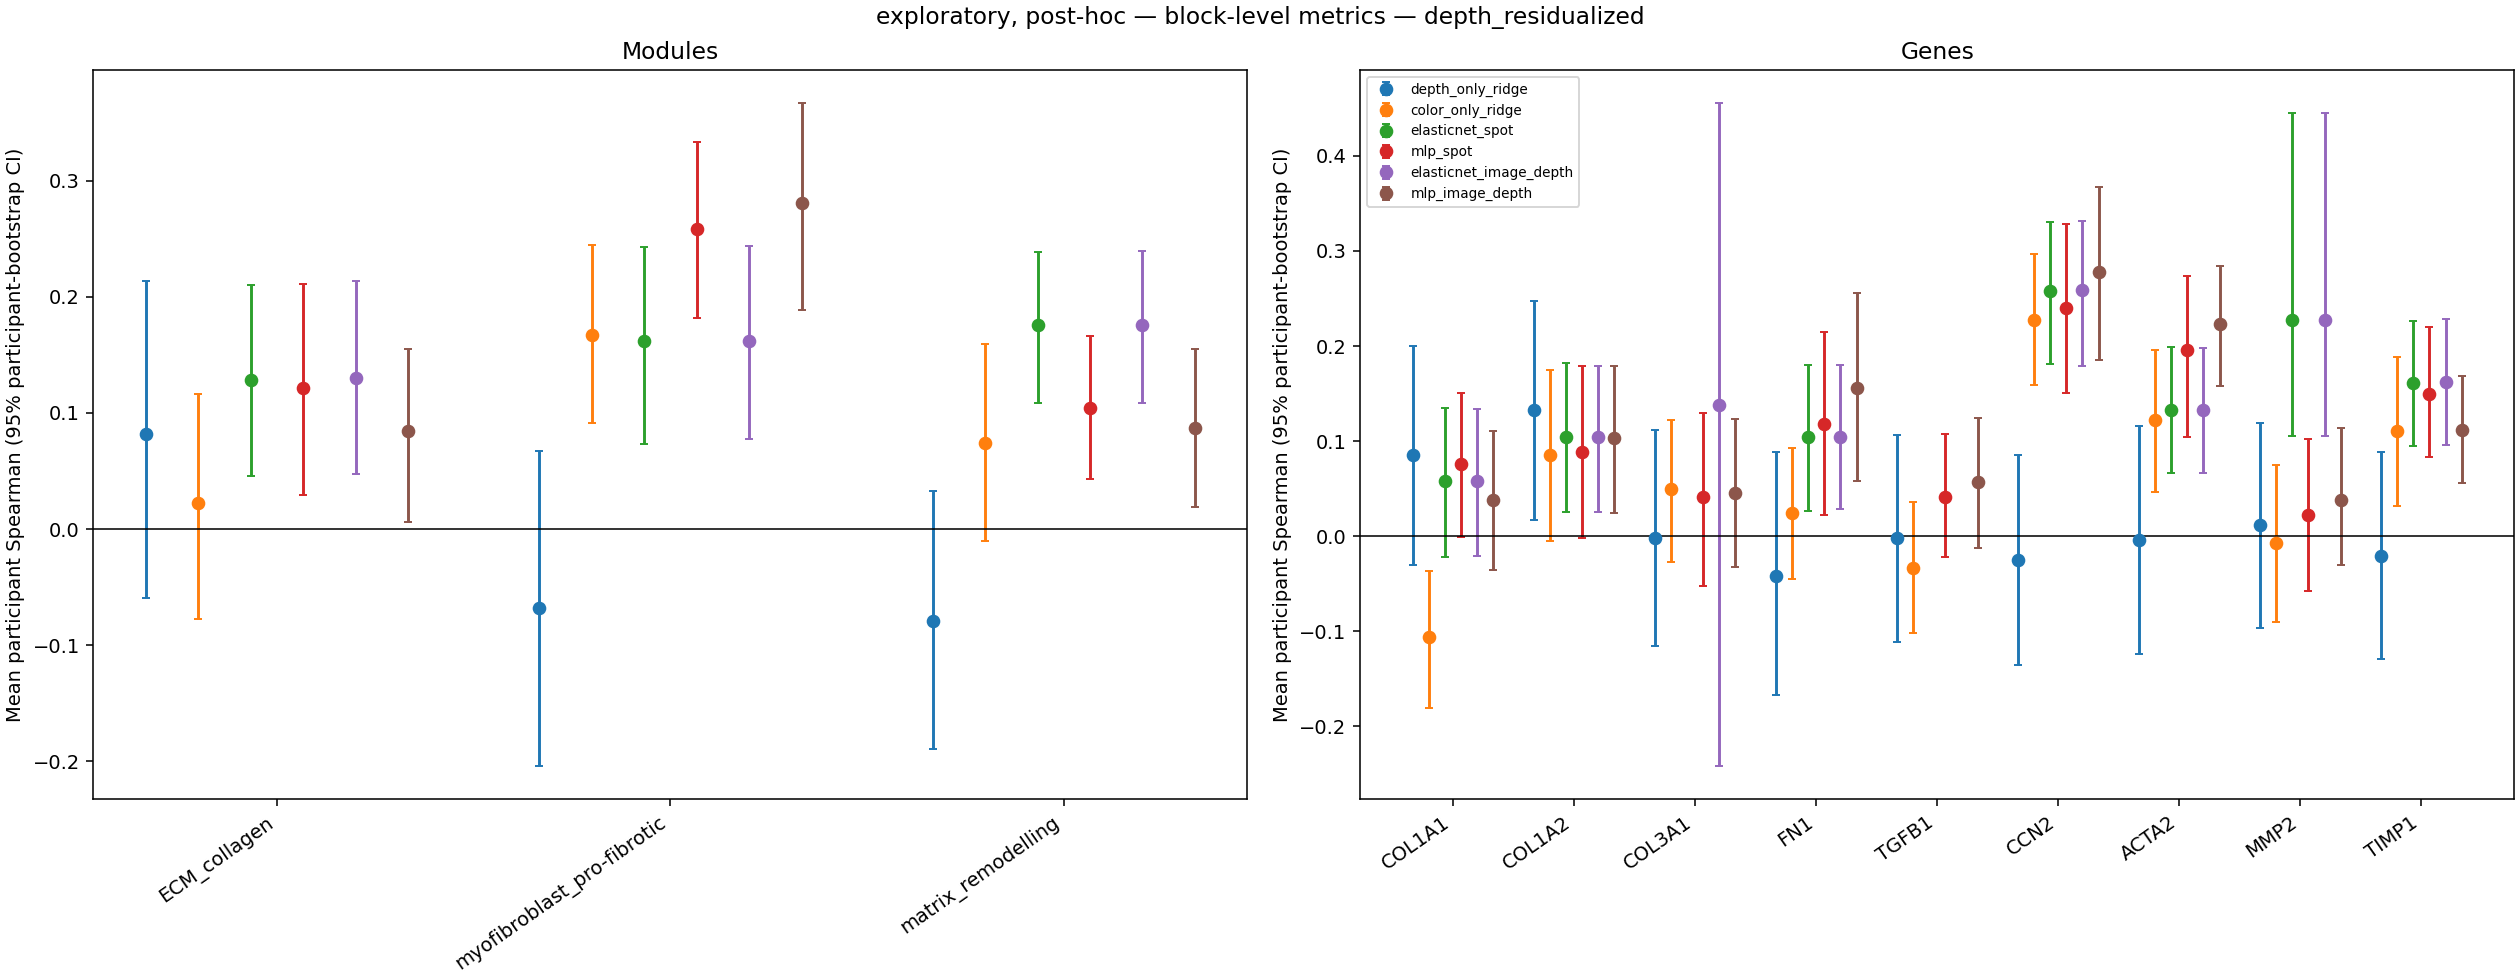 exploratory, post-hoc — block-level metrics — depth_residualized
Modules
Mean participant Spearman (95% participant-bootstrap CI)
0.3
0.2
0.1
0.0
−0.1
−0.2
ECM_collagen
myofibroblast_pro-fibrotic
matrix_remodelling
Genes
Mean participant Spearman (95% participant-bootstrap CI)
0.4
0.3
0.2
0.1
0.0
−0.1
−0.2
depth_only_ridge
color_only_ridge
elasticnet_spot
mlp_spot
elasticnet_image_depth
mlp_image_depth
COL1A1
COL1A2
COL3A1
FN1
TGFB1
CCN2
ACTA2
MMP2
TIMP1